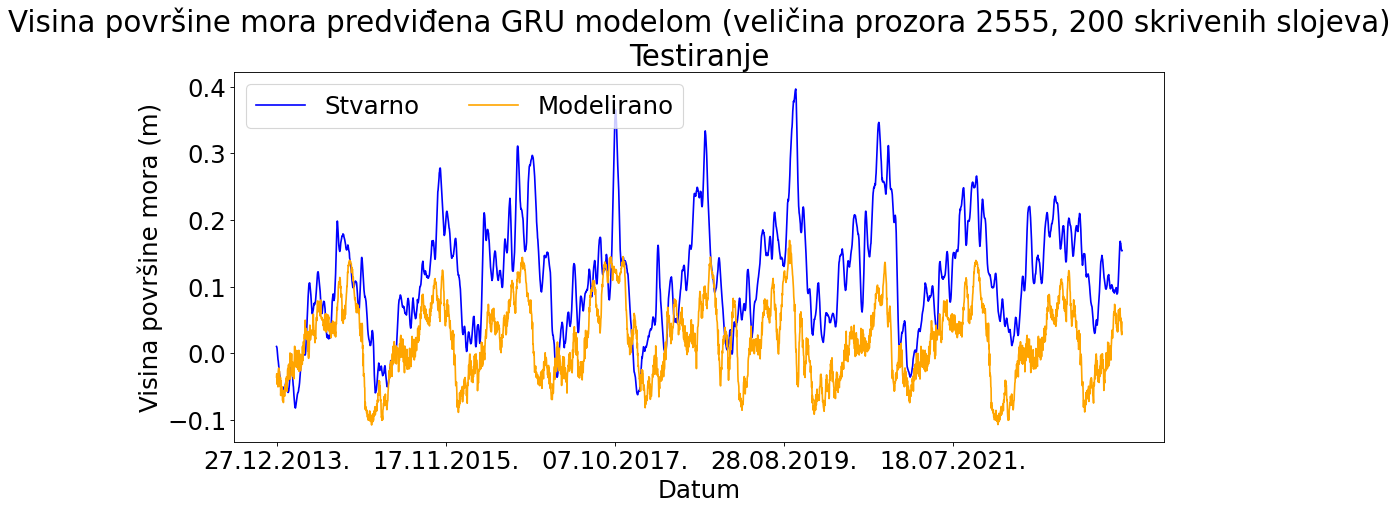 Visina površine mora predviđena GRU modelom (veličina prozora 2555, 200 skrivenih slojeva)
Testiranje
Stvarno Modelirano
Visina površine mora (m)
0.4
0.3
0.2
0.1
0.0
−0.1
27.12.2013. 17.11.2015. 07.10.2017. 28.08.2019. 18.07.2021.
Datum